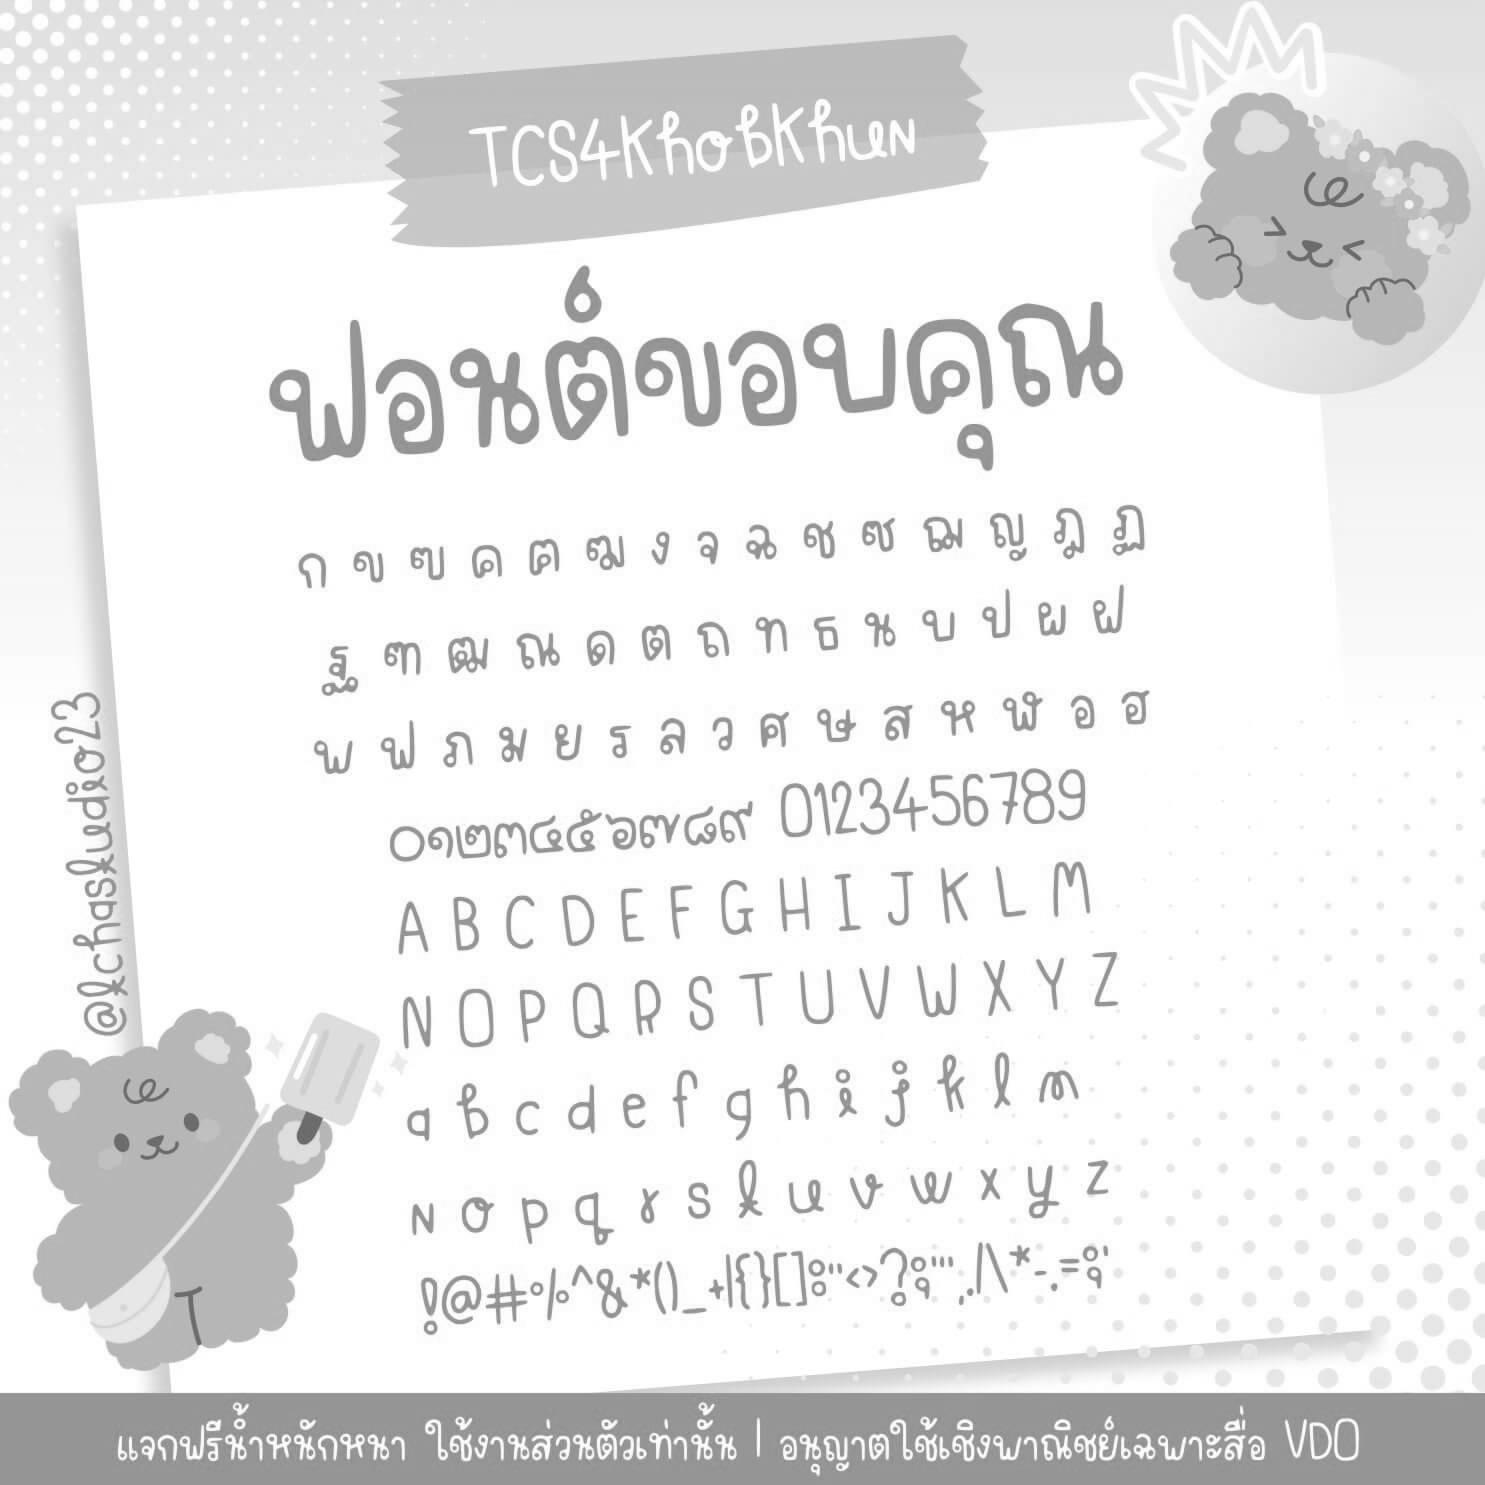 TCS4KhobKhun
ฟอนต์ขอบคุณ
ก ข ฃ ค ฅ ฆ ง จ ฉ ช ซ ฌ ญ ฎ ฏ
ฐ ฑ ฒ ณ ด ต ถ ท ธ น บ ป ผ ฝ
พ ฟ ภ ม ย ร ล ว ศ ษ ส ห ฬ อ ฮ
๐๑๒๓๔๕๖๗๘๙ 0123456789
A B C D E F G H I J K L M
N O P Q R S T U V W X Y Z
a b c d e f g h i j k l m
n o p q r s t u v w x y z
!@#%^&*()_+|{}[]:"<>?;''',./\*-.=;'
@kchastudio23
แจกฟรีน้ำหนักหนา ใช้งานส่วนตัวเท่านั้น | อนุญาตใช้เชิงพาณิชย์เฉพาะสื่อ VDO